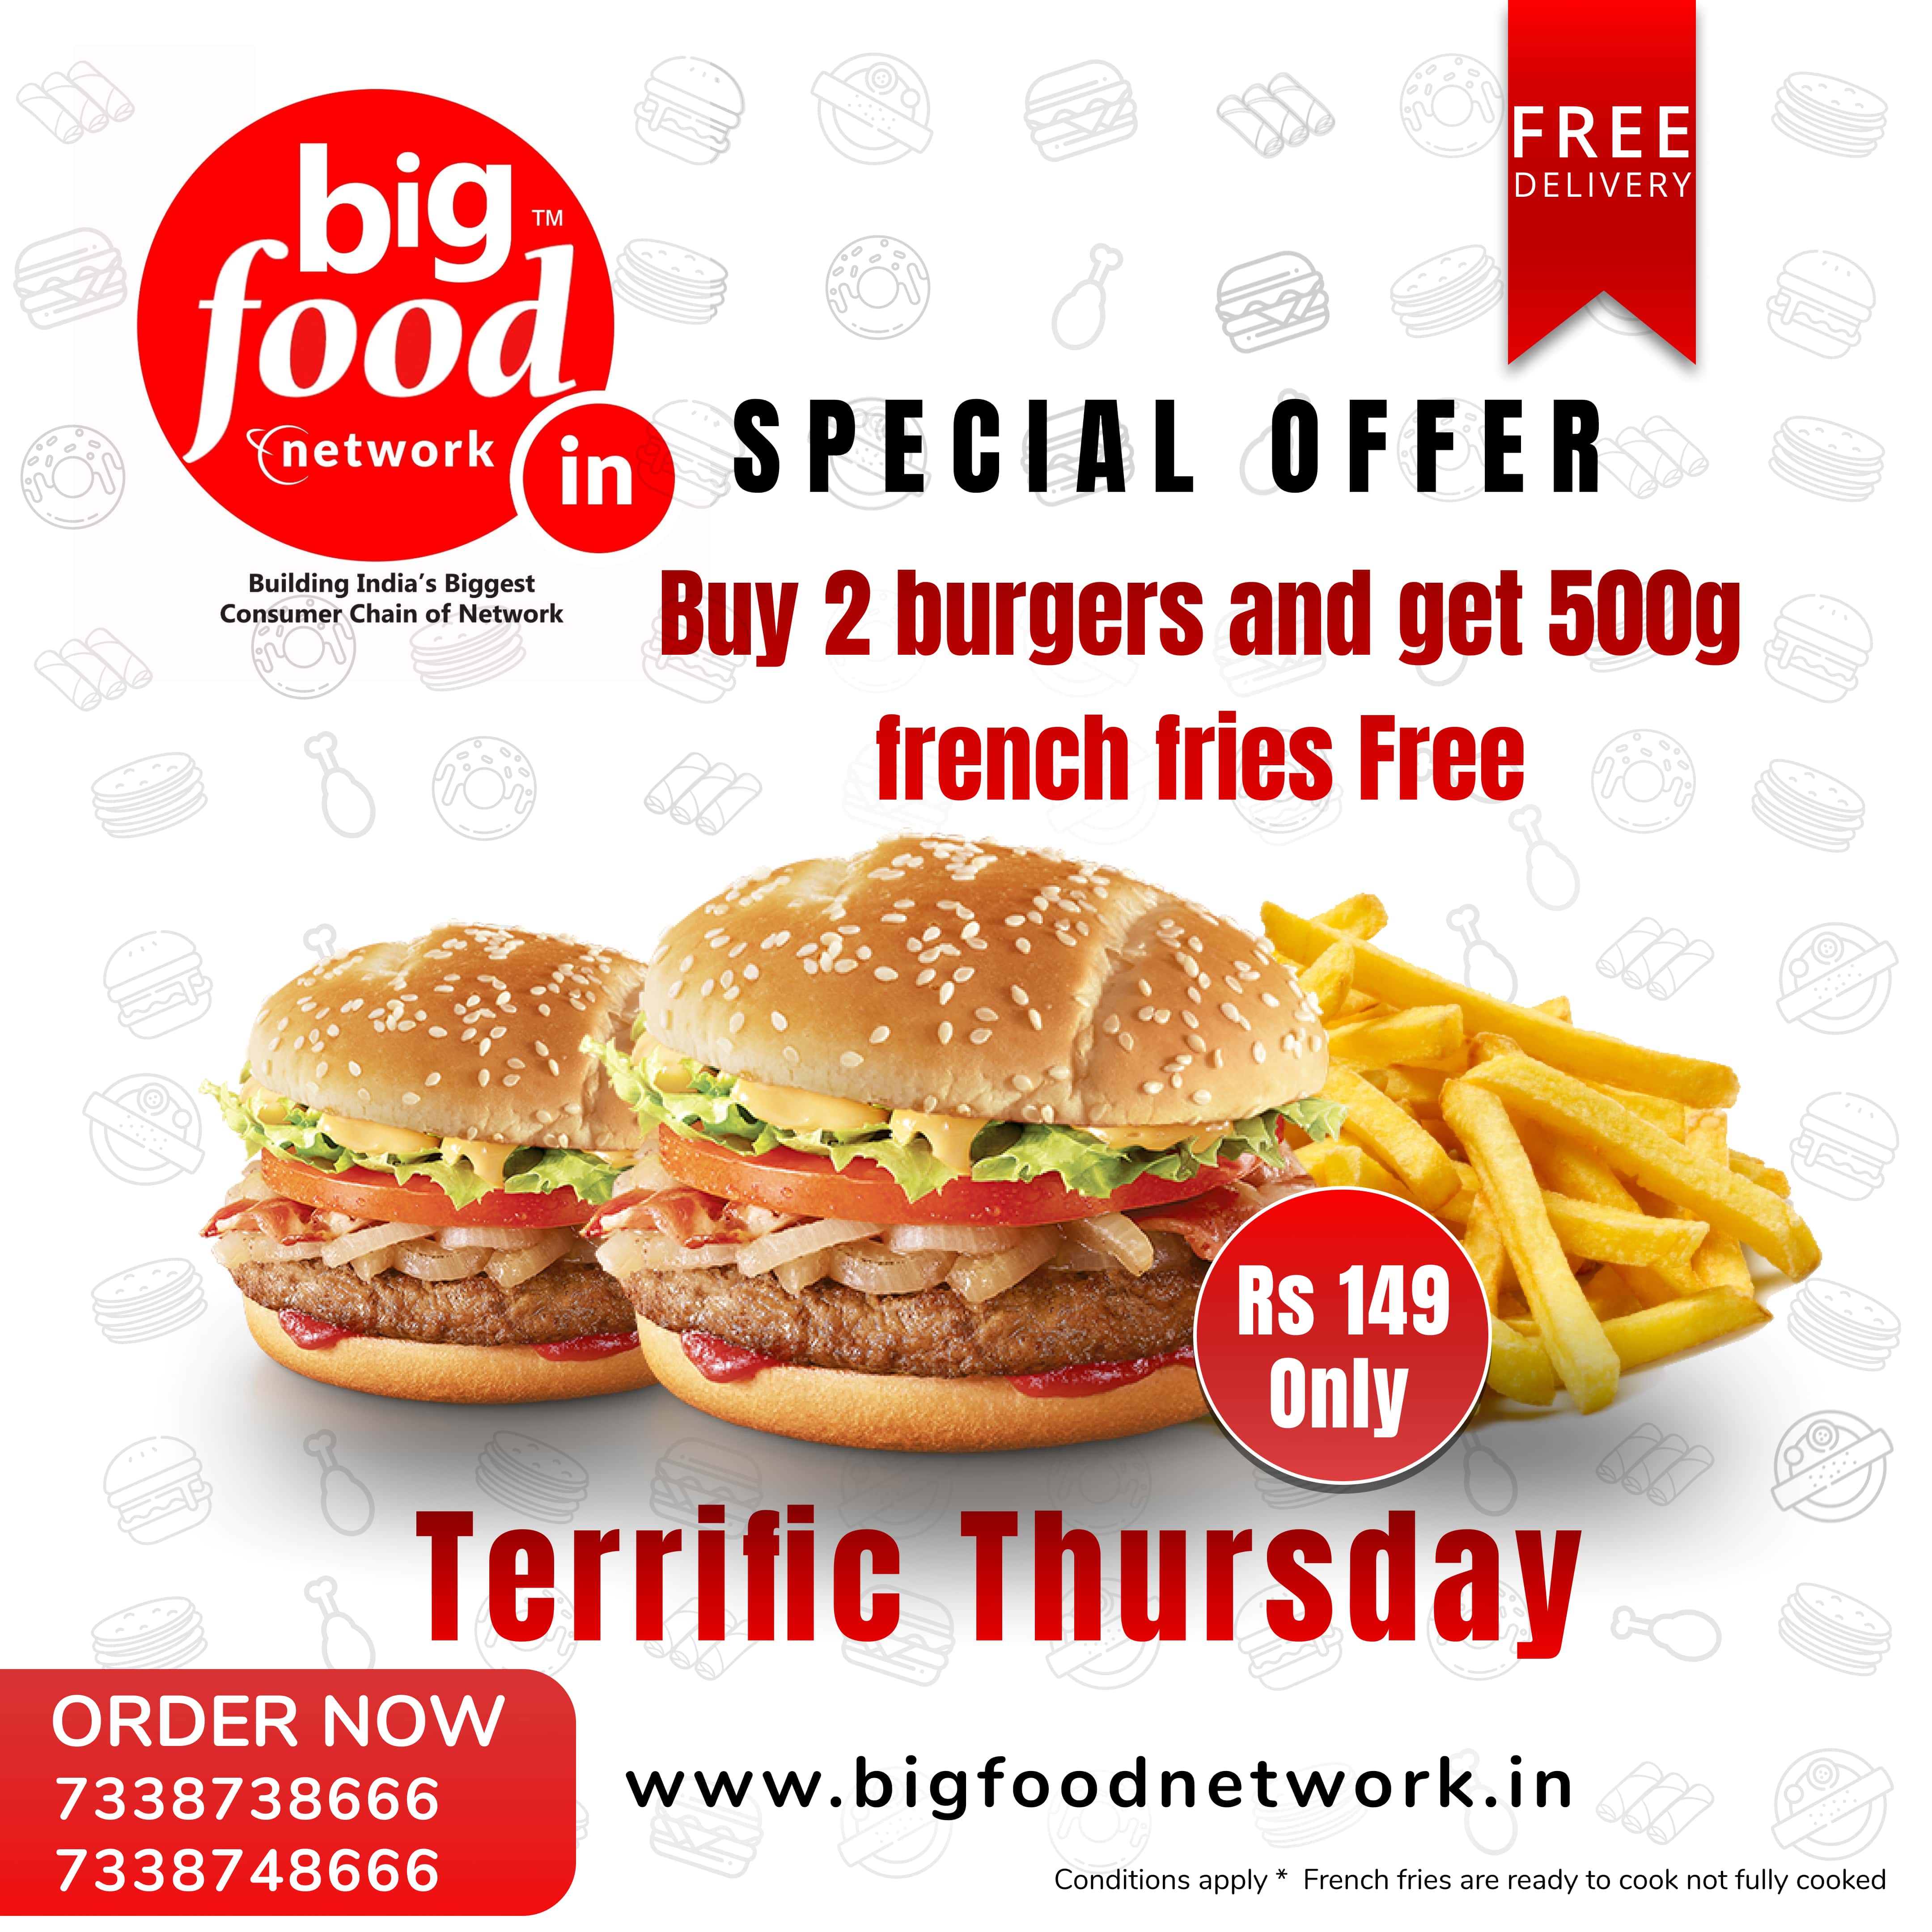 big
TM
food
network
in
Building India's Biggest
Consumer Chain of Network
FREE
DELIVERY
SPECIAL OFFER
Buy 2 burgers and get 500g
french fries Free
Rs 149
Only
Terrific Thursday
ORDER NOW
7338738666
7338748666
www.bigfoodnetwork.in
Conditions apply * French fries are ready to cook not fully cooked